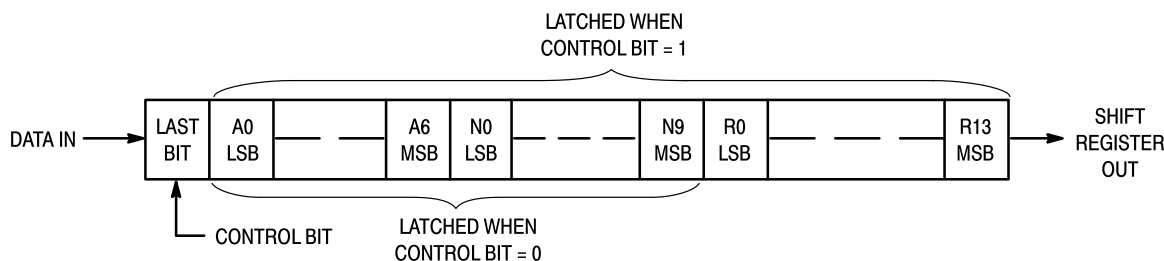 LATCHED WHEN
CONTROL BIT = 1
DATA IN
LAST
BIT
A0
LSB
A6
MSB
N0
LSB
N9
MSB
R0
LSB
R13
MSB
SHIFT
REGISTER
OUT
CONTROL BIT
LATCHED WHEN
CONTROL BIT = 0